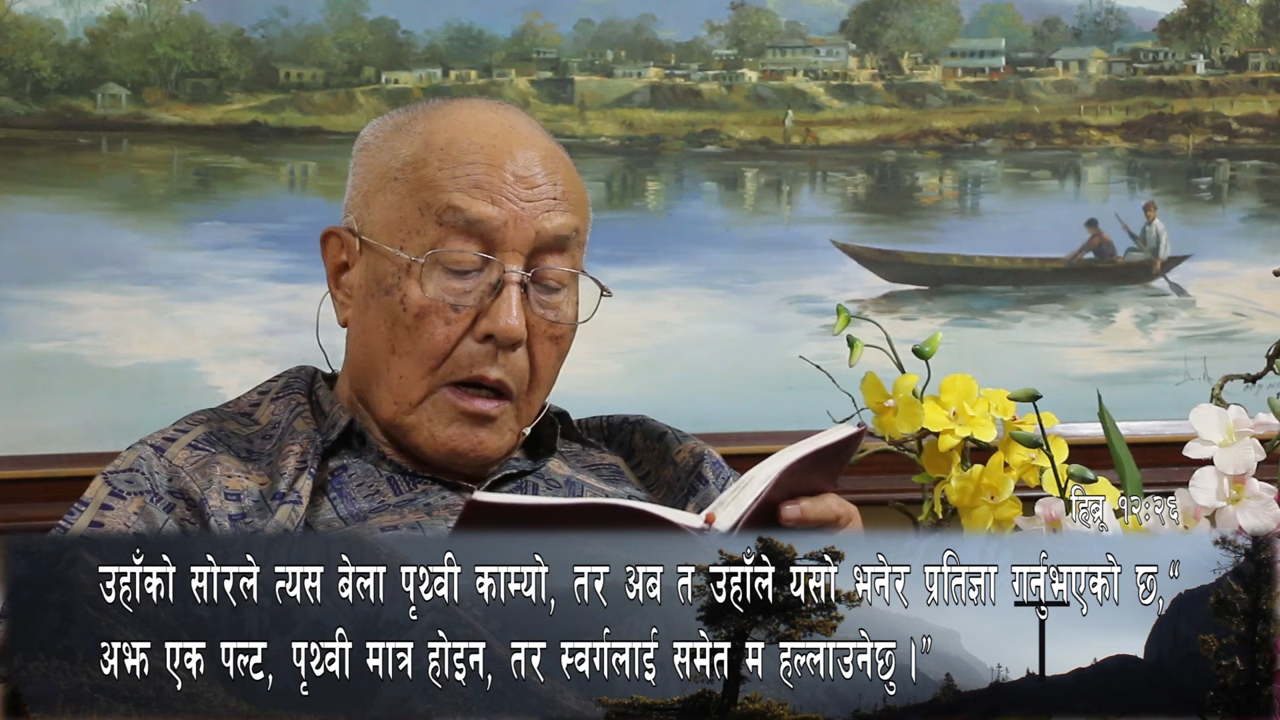 हिब्रू १२:२६
उहाँको सोरले त्यस बेला पृथ्वी काम्यो, तर अब त उहाँले यसो भनेर प्रतिज्ञा गर्नुभएको छ,“
अझ एक पल्ट, पृथ्वी मात्र होइन, तर स्वर्गलाई समेत म हल्लाउनेछु।”